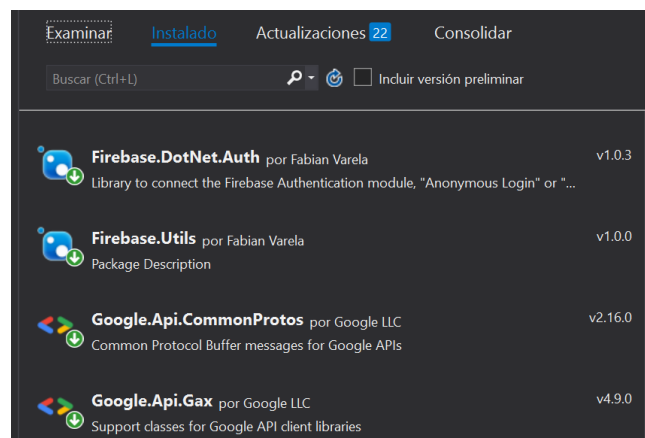 Examinar Instalado Actualizaciones 22 Consolidar
Buscar (Ctrl+L) Incluir versión preliminar
Firebase.DotNet.Auth por Fabian Varela v1.0.3
Library to connect the Firebase Authentication module, "Anonymous Login" or "...
Firebase.Utils por Fabian Varela v1.0.0
Package Description
Google.Api.CommonProtos por Google LLC v2.16.0
Common Protocol Buffer messages for Google APIs
Google.Api.Gax por Google LLC v4.9.0
Support classes for Google API client libraries